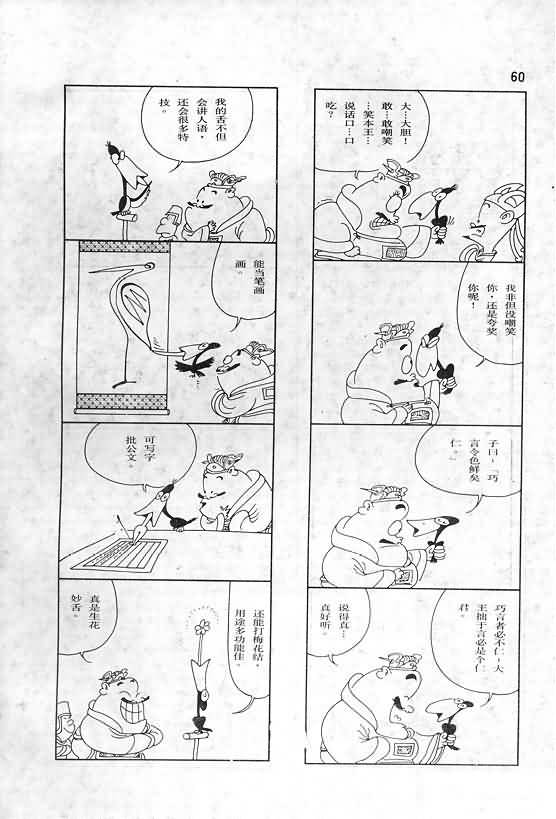 60
大…大胆！
敢…敢嘲笑
…笑本王…
说话口…口
吃？
我非但没嘲笑
你，还是夸奖
你呢！
子曰：「巧
言令色鲜矣
仁。」
巧言者必不仁，大
王拙于言必是个仁
君。
说得真…
真好听。
我的舌不但
会讲人语，
还会很多特
技。
能当笔画
画。
可写字
批公文。
还能打梅花结，
用途多功能佳。
真是生花
妙舌。